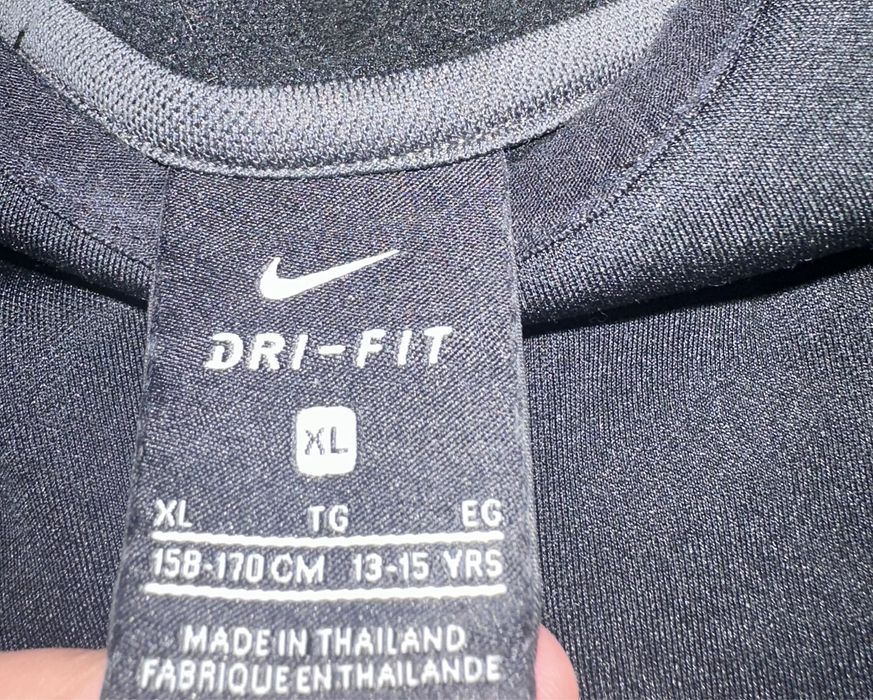 DRI-FIT
XL
XL TG EG
158-170 CM 13-15 YRS
MADE IN THAILAND
FABRIQUE EN THAILANDE